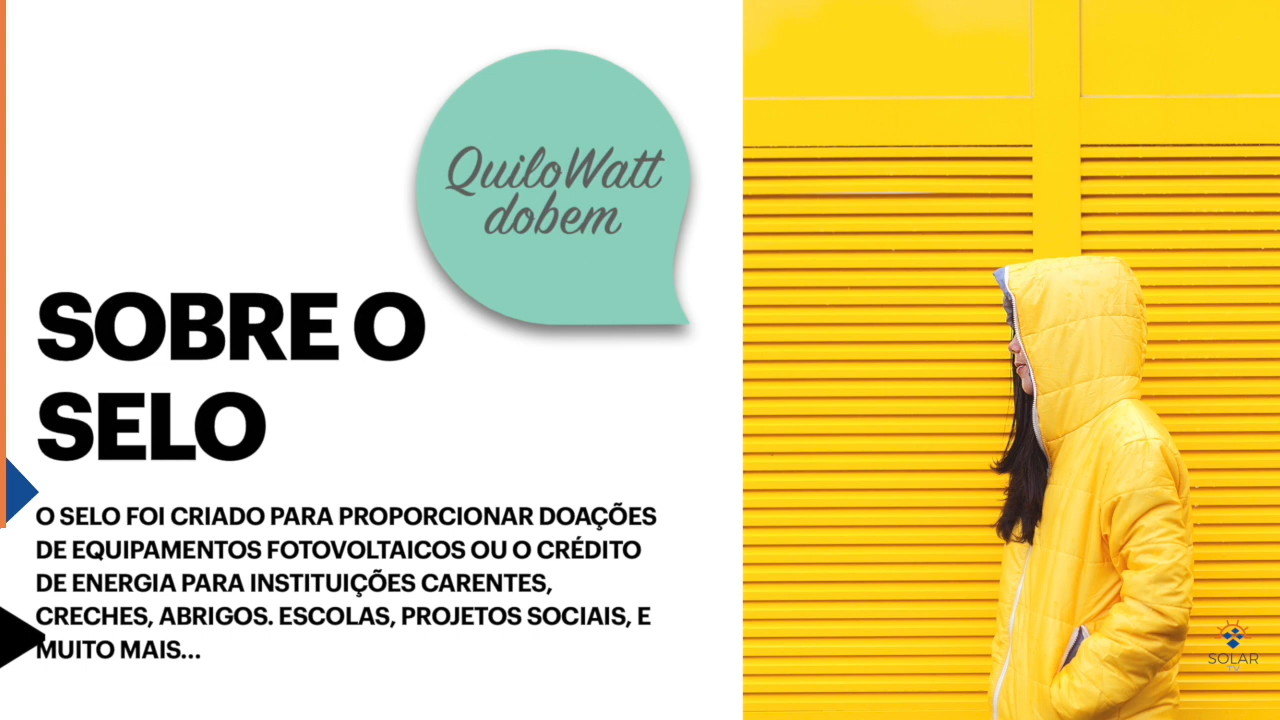 QuiloWatt
dobem
SOBRE O
SELO
O SELO FOI CRIADO PARA PROPORCIONAR DOAÇÕES
DE EQUIPAMENTOS FOTOVOLTAICOS OU O CRÉDITO
DE ENERGIA PARA INSTITUIÇÕES CARENTES,
CRECHES, ABRIGOS. ESCOLAS, PROJETOS SOCIAIS, E
MUITO MAIS...
SOLAR
TV